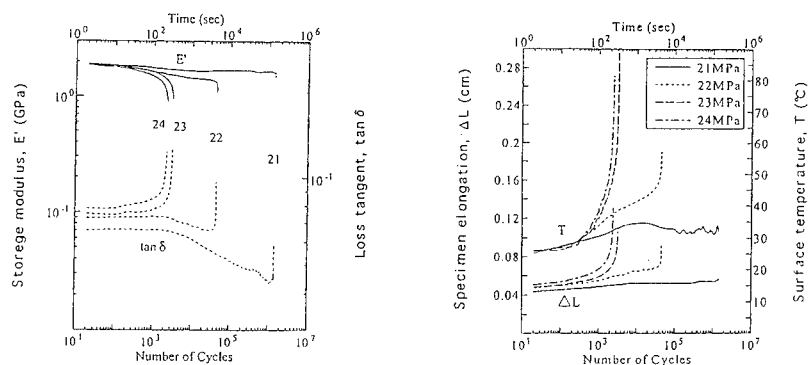 Time (sec)
10^0 10^2 10^4 10^6
2x10^0
E'
10^0
24 23 22 21
10^-1
10^-1
tan δ
Storege modulus, E' (GPa)
Loss tangent, tan δ
10^1 10^3 10^5 10^7
Number of Cycles
Time (sec)
10^0 10^2 10^4 10^6
0.28
0.24
0.2
0.16
0.12
0.08
0.04
21MPa
22MPa
23MPa
24MPa
80
70
60
50
40
30
20
10
T
△L
Specimen elongation, △L (cm)
Surface temperature, T (℃)
10^1 10^3 10^5 10^7
Number of Cycles